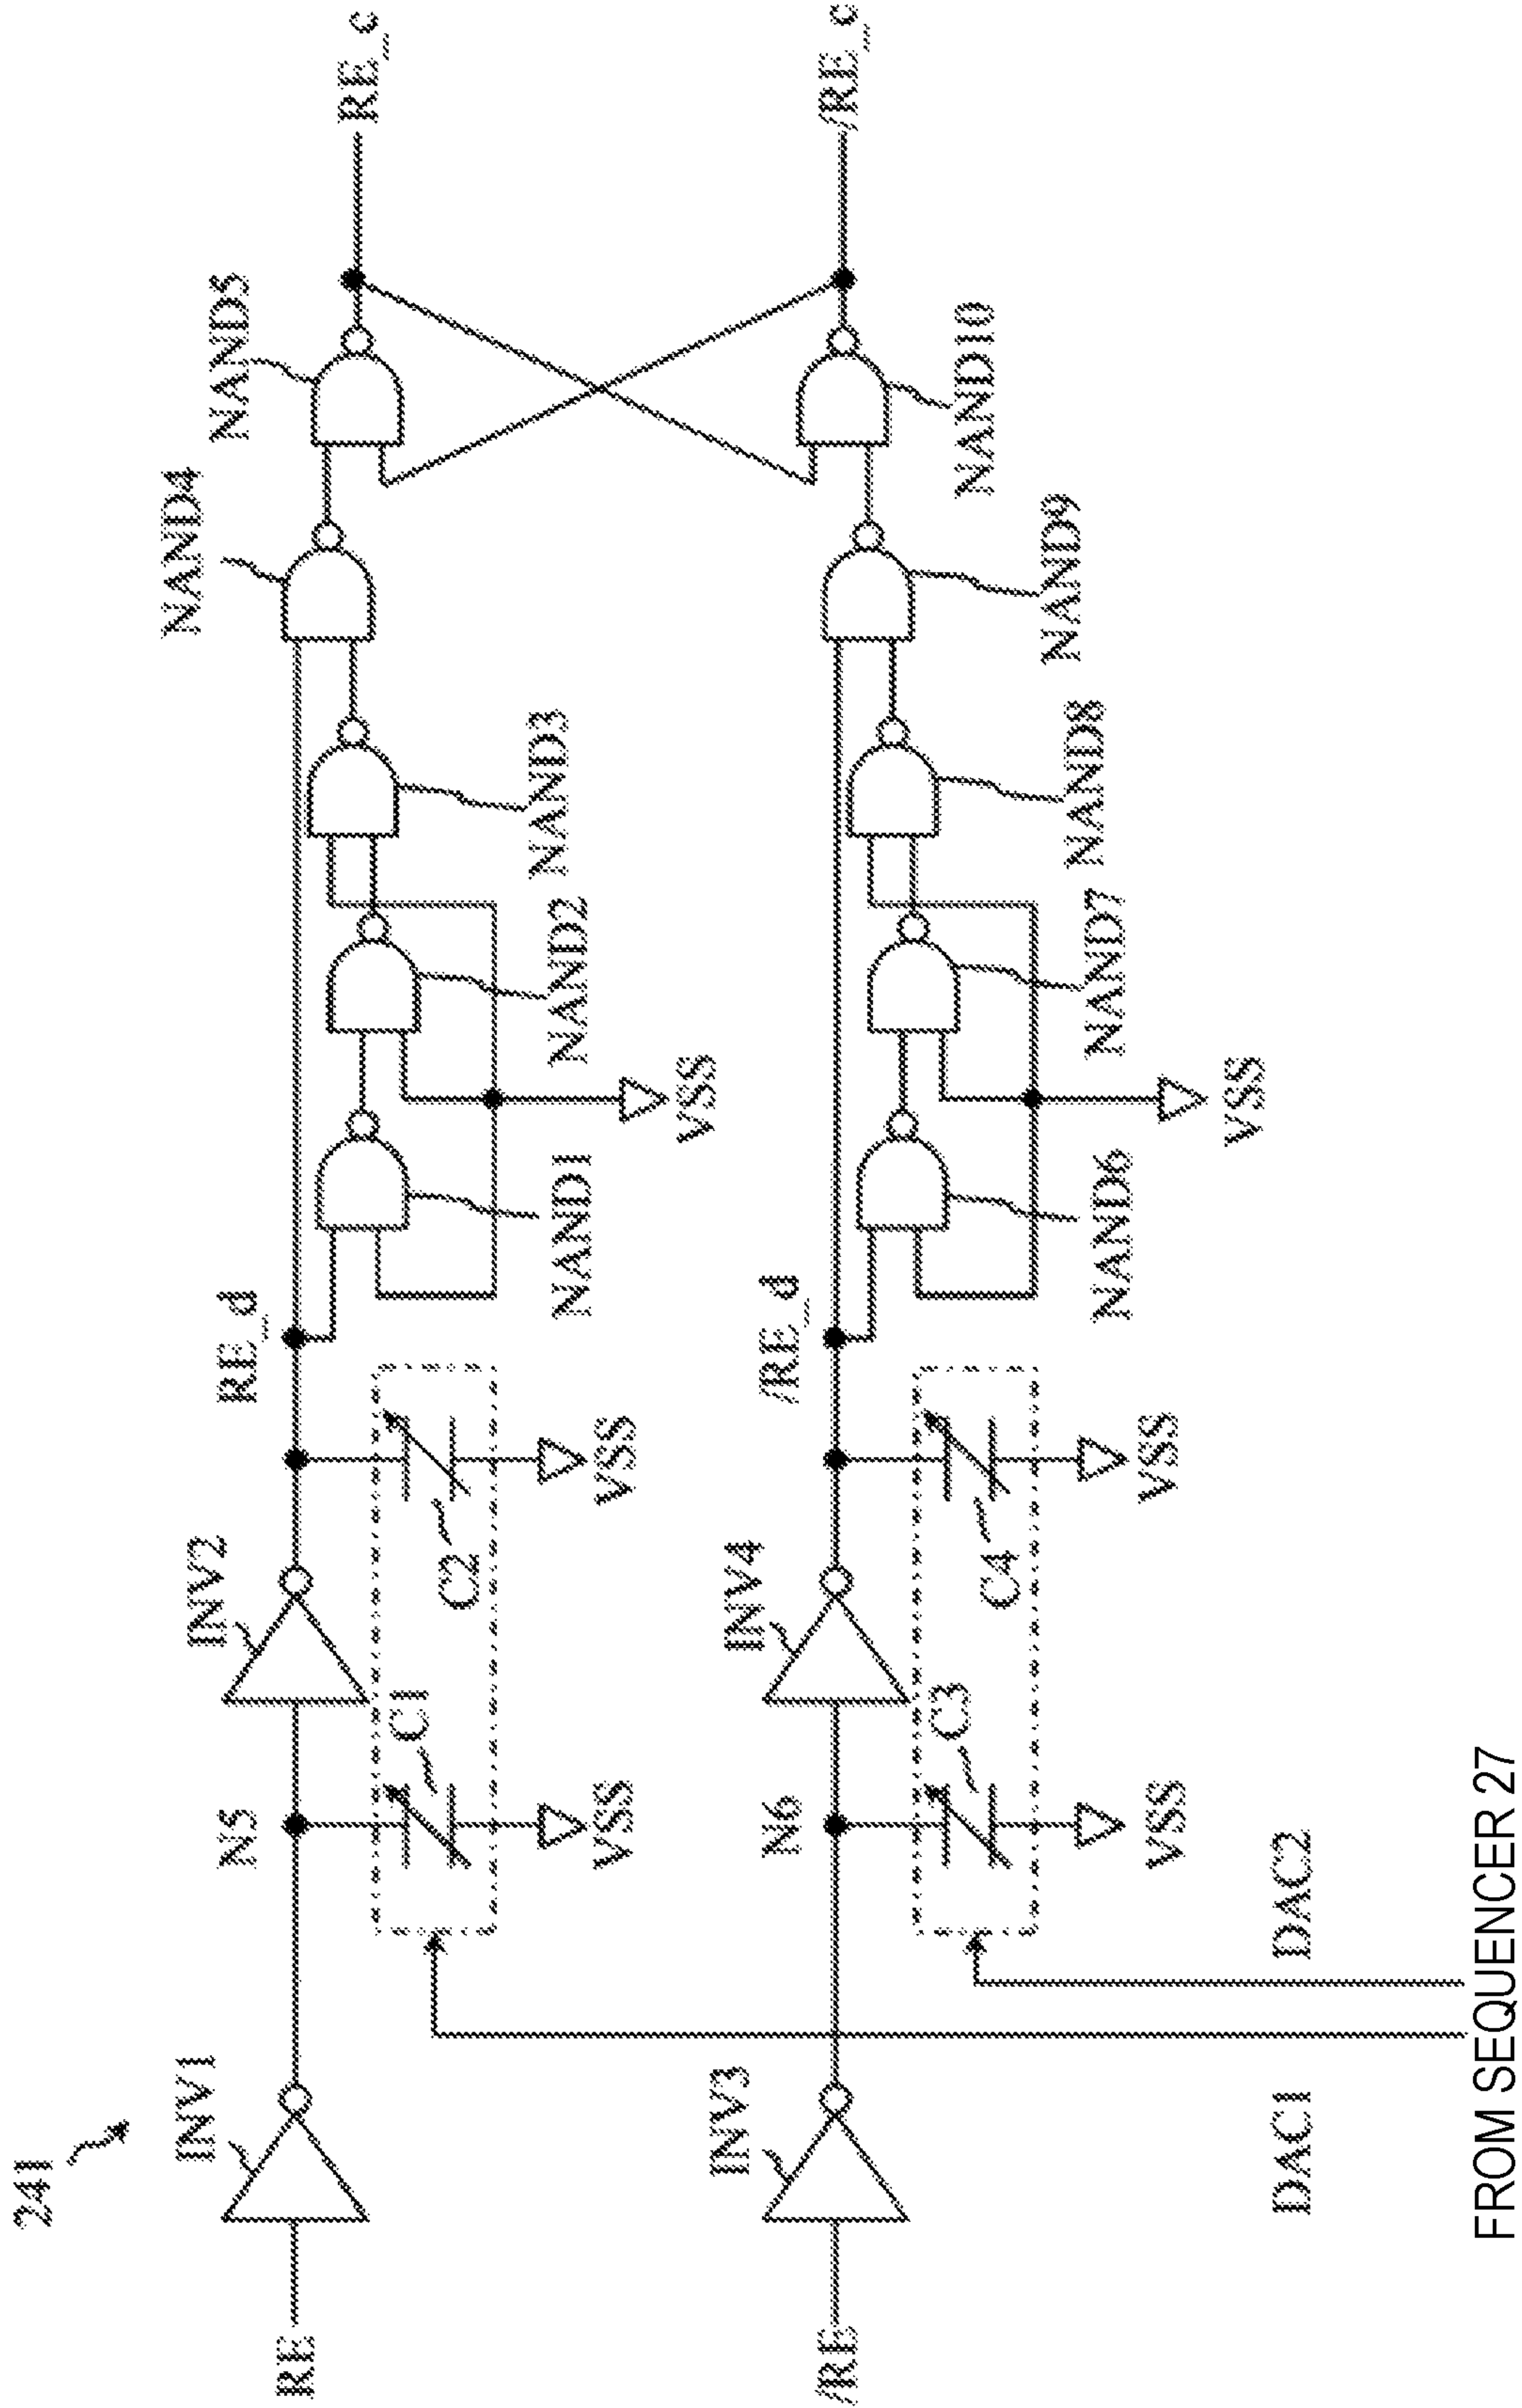 241
RE
INV1
N5
INV2
RE_d
NAND4
NAND5
RE_c
C1
C2
VSS
VSS
NAND1
NAND2
NAND3
VSS
/RE
INV3
N6
INV4
/RE_d
/RE_c
C3
C4
VSS
VSS
NAND6
NAND7
NAND8
NAND9
NAND10
VSS
DAC1
DAC2
FROM SEQUENCER 27